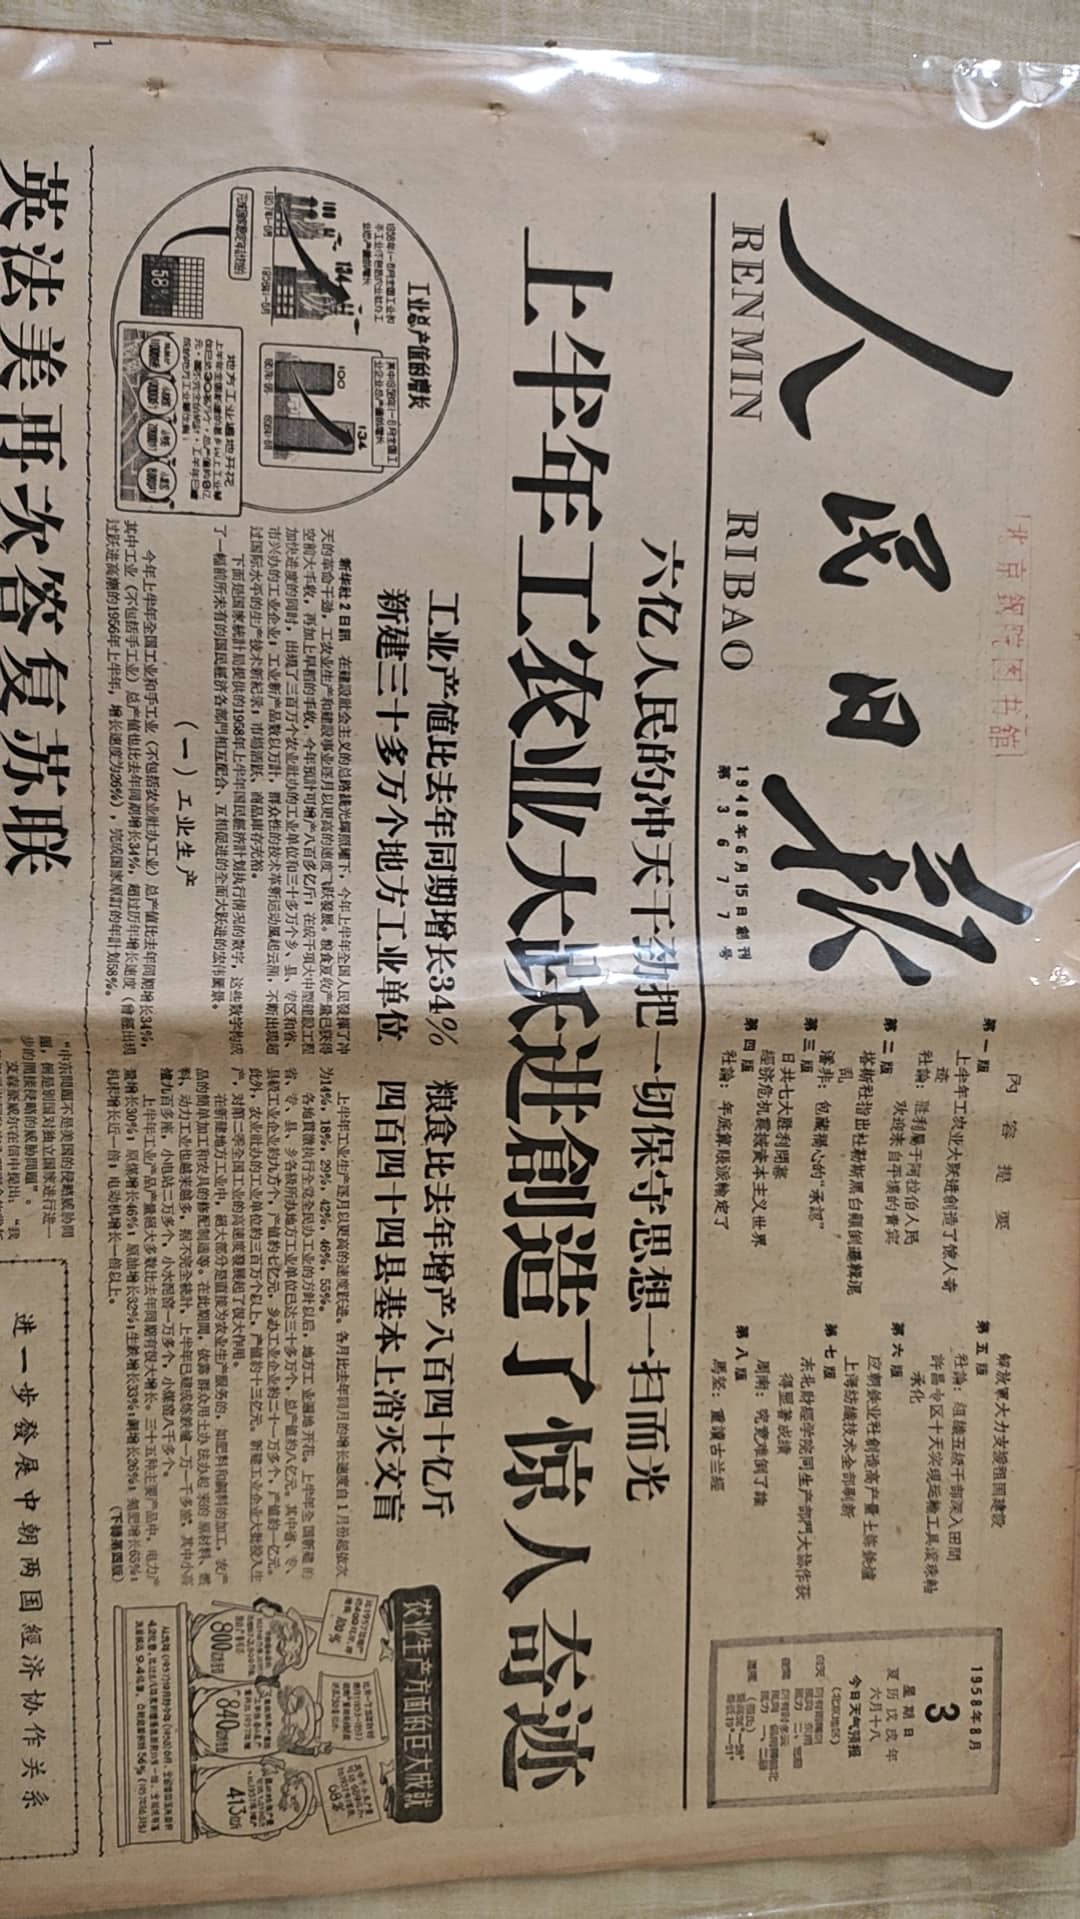 北京鋼院图书館
人民日报
RENMIN RIBAO
1948年6月15日創刊
第3677号
内容提要
第一版
上半年工农业大跃进創造了惊人奇
迹
社論：胜利屬于阿拉伯人民
欢迎来自平壤的貴宾
第二版
塔斯社指出杜勒斯黑白顚倒邏輯混
乱
潘非：包藏禍心的“承認”
第三版
日共七大胜利閉幕
經济危机震撼資本主义世界
第四版
社論：年底算賬派輸定了
解放軍大力支援祖国建設
第五版
社論：組織五級干部深入田間
許昌专区十天实現运輸工具滾珠軸
承化
第六版
应朝鉄业社創造高产量土炼鉄爐
上海紡織技术全部刷新
第七版
东北財經学院同生产部門大协作获
得显著成績
周南：究竟难倒了誰
第八版
馬坚：重讀古兰經
1958年8月
3
星期日
夏历戊戌年
六月十八
今日天气預报
（北京地区）
六亿人民的冲天干劲把一切保守思想一扫而光
上半年工农业大跃进創造了惊人奇迹
工业产値比去年同期增长34%
新建三十多万个地方工业单位
粮食比去年增产八百四十亿斤
四百四十四县基本上消灭文盲
工业总产值的增长
100
134
100
134
58%
地方工业遍地开花
新华社2日訊　在建設社会主义的总路綫光輝照耀下，今年上半年全国人民發揮了冲
天的革命干劲，工农业生产和建設事业逐月以更高的速度飞跃發展。粮食夏收产量已获得
空前大丰收，再加上早稻的丰收，今年預計可增产八百多亿斤；在成千項大中型建設工程
加快进度的同时，出現了三百万个农业社办的工业单位和三十多万个乡、县、专区和省、
市兴办的工业企业；工业新产品数以万計，群众性的技术革新运动風起云涌，不断出現超
过国际水平的生产技术新紀录；市場活跃、商品庫存充裕。
下面是国家統計局提供的1958年上半年国民經济計划执行情况的数字，这些数字构成
了一幅前所未有的国民經济各部門相互配合、互相促进的全面大跃进的宏伟圖景。
（一）工业生产
今年上半年全国工业和手工业（不包括农业社办工业）总产値比去年同期增长34%，
其中工业（不包括手工业）总产値也比去年同期增长34%，超过历年增长速度（曾經出現
过跃进高潮的1956年上半年，增长速度为26%），完成国家原訂的年計划58%。
上半年工业生产逐月以更高的速度跃进。各月比去年同月的增长速度自1月份起依次
为14%，18%，29%，42%，46%，55%。
各地貫徹执行全党全民办工业的方針以后，地方工业遍地开花。上半年全国新建的
省、专、县、乡各級所办地方工业单位已达三十多万个，总产値約八亿元。其中省、专、
县級工业企业約九万个，产値約七亿元，乡办工业企业約二十一万多个，产値約一亿元。
此外，农业社办的工业单位約三百万个以上，产値約十三亿元。新建工业企业大批投入生
产，对第二季全国工业的高速度發展起了很大作用。
在新建地方工业中，絕大部分是直接为农业生产服务的，如肥料和飼料的加工，农产
品的簡单加工和农具的修配制造等。在此期間，依靠群众用土办法办起来的原材料、燃
料、动力工业也越来越多，据不完全統計，上半年已建成炼鉄爐一万一千多座，其中小高
爐九百多座，小电站二万多个，小水泥窑一万多个，小煤窑八千多个。
上半年工业产品产量絕大多数比去年同期有很大增长。三十五种主要产品中，电力产
量增长30%；原煤增长46%；原油增长32%；生鉄增长33%；鋼增长26%；氮肥增长65%；
机床增长近一倍；电动机增长一倍以上。
（下轉第四版）
农业生产方面的巨大成就
800
840
413
英法美再次答复苏联
“中东問題不是美国的侵略威胁問
題，倒是别国对独立国家进行进一
步的間接侵略的威胁問題”。
艾森豪威尔在信中提出：“我
进一步發展中朝两国經济协作关系